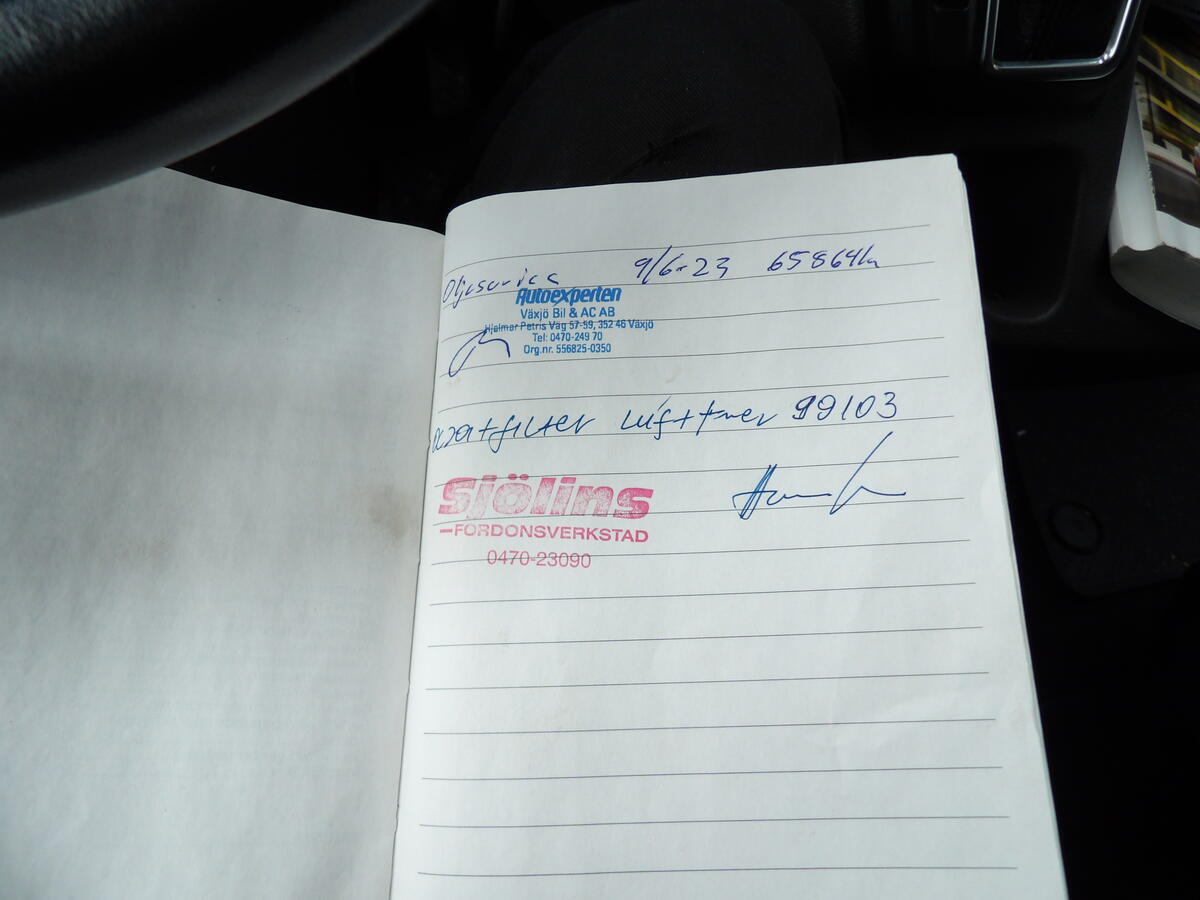 Oljeservice 9/6-23 65864km
Autoexperten
Växjö Bil & AC AB
Hjalmar Petris Väg 57-59, 352 46 Växjö
Tel: 0470-249 70
Org.nr. 556825-0350
99103
Sjölins
FORDONSVERKSTAD
0470-23090